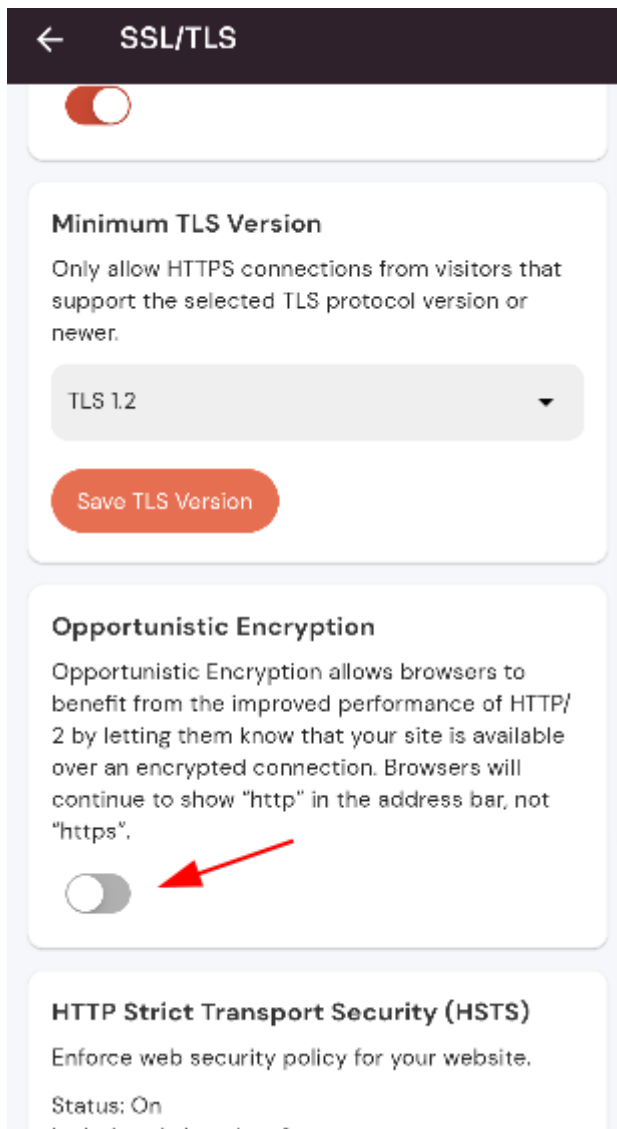 SSL/TLS
Minimum TLS Version
Only allow HTTPS connections from visitors that
support the selected TLS protocol version or
newer.
TLS 1.2
Save TLS Version
Opportunistic Encryption
Opportunistic Encryption allows browsers to
benefit from the improved performance of HTTP/
2 by letting them know that your site is available
over an encrypted connection. Browsers will
continue to show "http" in the address bar, not
"https".
HTTP Strict Transport Security (HSTS)
Enforce web security policy for your website.
Status: On